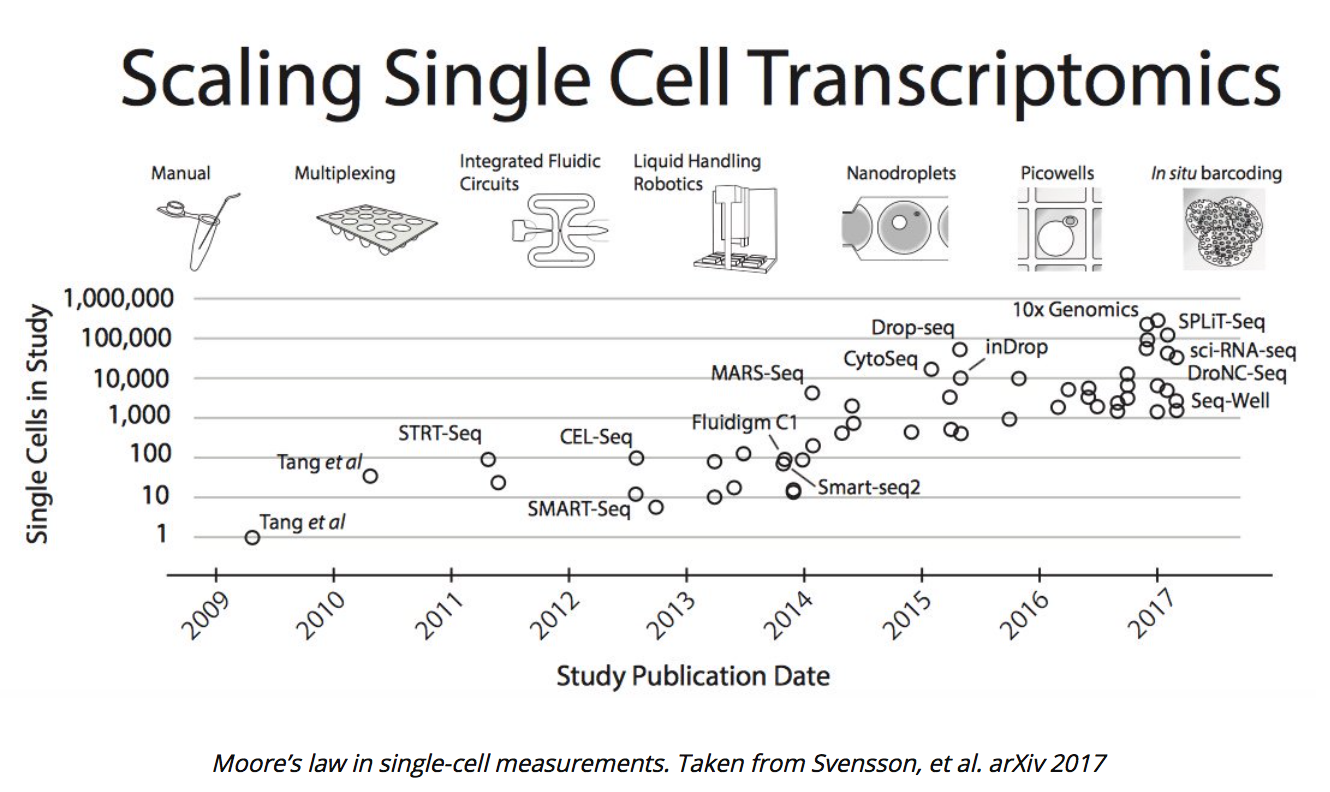 Scaling Single Cell Transcriptomics
Manual
Multiplexing
Integrated Fluidic
Circuits
Liquid Handling
Robotics
Nanodroplets
Picowells
In situ barcoding
Single Cells in Study
1,000,000
100,000
10,000
1,000
100
10
1
Tang et al
Tang et al
STRT-Seq
CEL-Seq
SMART-Seq
Fluidigm C1
Smart-seq2
MARS-Seq
CytoSeq
Drop-seq
inDrop
10x Genomics
SPLiT-Seq
sci-RNA-seq
DroNC-Seq
Seq-Well
2009
2010
2011
2012
2013
2014
2015
2016
2017
Study Publication Date
Moore’s law in single-cell measurements. Taken from Svensson, et al. arXiv 2017